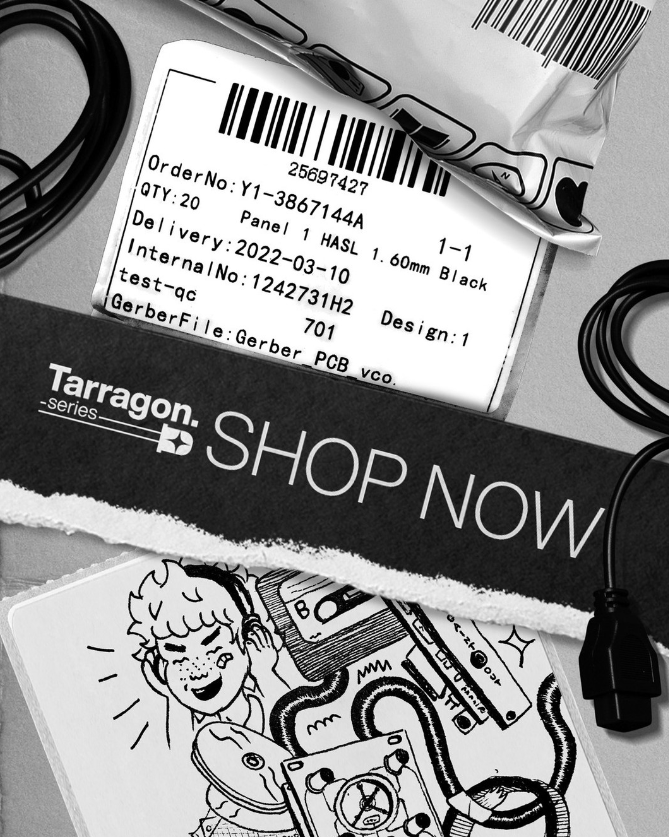 25697427
OrderNo:Y1-3867144A
QTY:20 Panel 1 HASL 1.60mm Black
1-1
Delivery:2022-03-10
InternalNo:1242731H2 Design:1
test-qc 701
GerberFile:Gerber_PCB_vco
Tarragon.
-series-
SHOP NOW
B